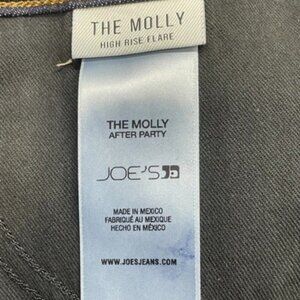 THE MOLLY
HIGH RISE FLARE
THE MOLLY
AFTER PARTY
JOE'S
MADE IN MEXICO
FABRIQUÉ AU MEXIQUE
HECHO EN MÉXICO
WWW.JOESJEANS.COM